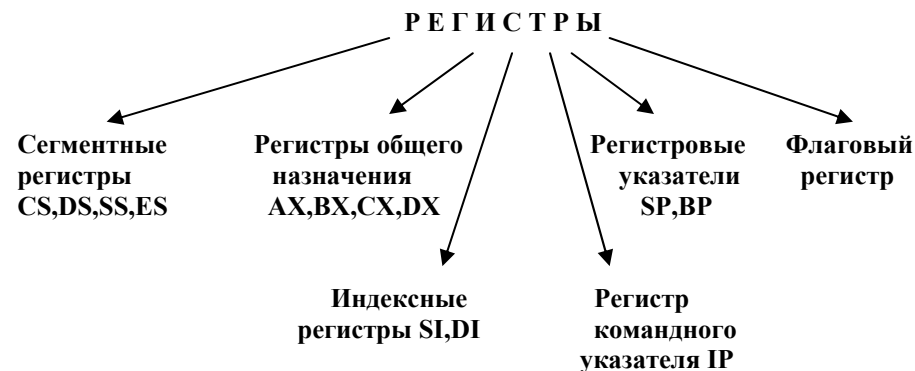 Р Е Г И С Т Р Ы
Сегментные
регистры
CS,DS,SS,ES
Регистры общего
назначения
AX,BX,CX,DX
Регистровые
указатели
SP,BP
Флаговый
регистр
Индексные
регистры SI,DI
Регистр
командного
указателя IP